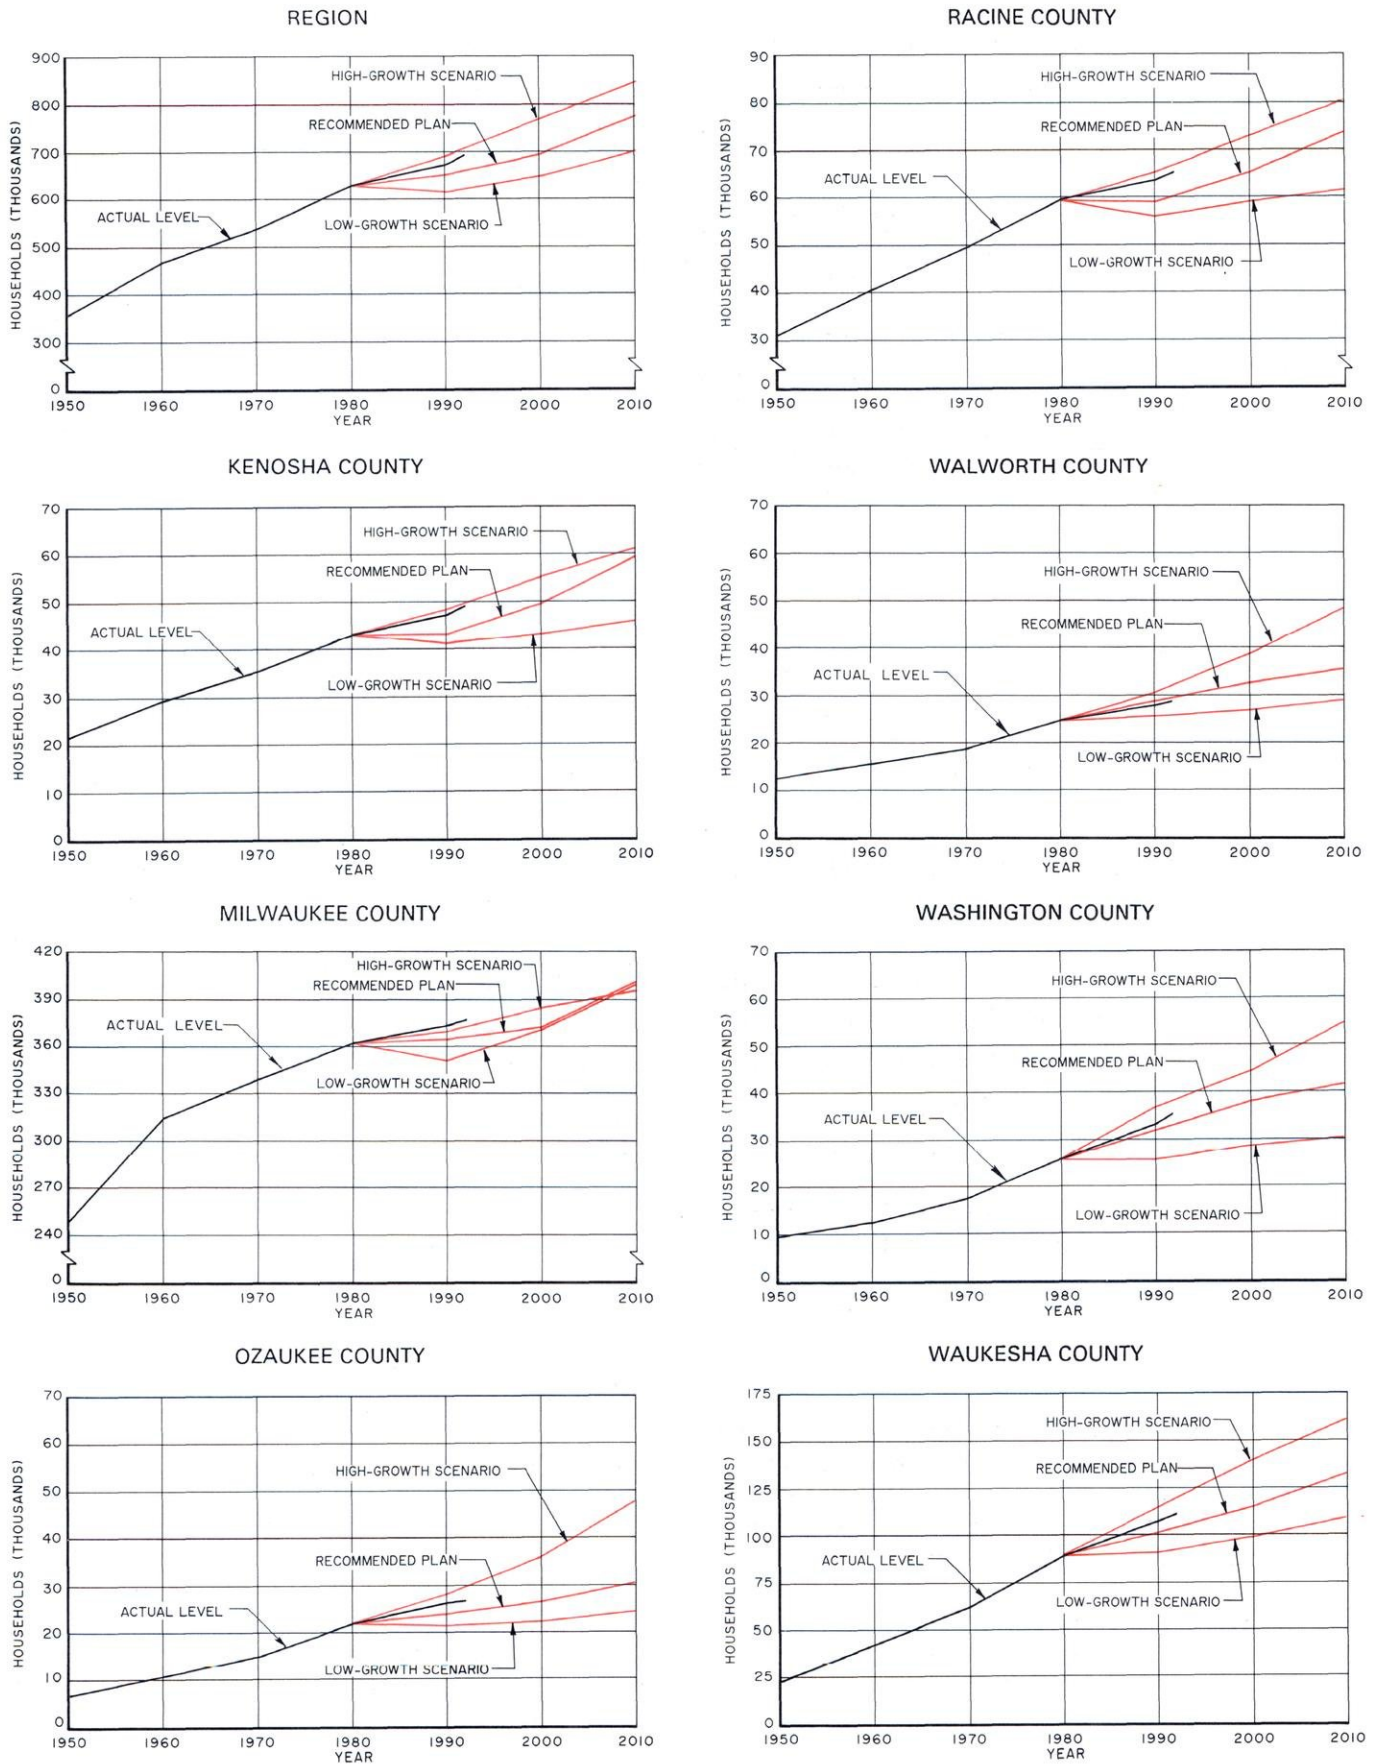 REGION
900
800
700
600
500
400
300
0
HOUSEHOLDS (THOUSANDS)
HIGH-GROWTH SCENARIO
RECOMMENDED PLAN
ACTUAL LEVEL
LOW-GROWTH SCENARIO
1950 1960 1970 1980 1990 2000 2010
YEAR
RACINE COUNTY
90
80
70
60
50
40
30
0
HOUSEHOLDS (THOUSANDS)
HIGH-GROWTH SCENARIO
RECOMMENDED PLAN
ACTUAL LEVEL
LOW-GROWTH SCENARIO
1950 1960 1970 1980 1990 2000 2010
YEAR
KENOSHA COUNTY
70
60
50
40
30
20
10
0
HOUSEHOLDS (THOUSANDS)
HIGH-GROWTH SCENARIO
RECOMMENDED PLAN
ACTUAL LEVEL
LOW-GROWTH SCENARIO
1950 1960 1970 1980 1990 2000 2010
YEAR
WALWORTH COUNTY
70
60
50
40
30
20
10
0
HOUSEHOLDS (THOUSANDS)
HIGH-GROWTH SCENARIO
RECOMMENDED PLAN
ACTUAL LEVEL
LOW-GROWTH SCENARIO
1950 1960 1970 1980 1990 2000 2010
YEAR
MILWAUKEE COUNTY
420
390
360
330
300
270
240
0
HOUSEHOLDS (THOUSANDS)
HIGH-GROWTH SCENARIO
RECOMMENDED PLAN
ACTUAL LEVEL
LOW-GROWTH SCENARIO
1950 1960 1970 1980 1990 2000 2010
YEAR
WASHINGTON COUNTY
70
60
50
40
30
20
10
0
HOUSEHOLDS (THOUSANDS)
HIGH-GROWTH SCENARIO
RECOMMENDED PLAN
ACTUAL LEVEL
LOW-GROWTH SCENARIO
1950 1960 1970 1980 1990 2000 2010
YEAR
OZAUKEE COUNTY
70
60
50
40
30
20
10
0
HOUSEHOLDS (THOUSANDS)
HIGH-GROWTH SCENARIO
RECOMMENDED PLAN
ACTUAL LEVEL
LOW-GROWTH SCENARIO
1950 1960 1970 1980 1990 2000 2010
YEAR
WAUKESHA COUNTY
175
150
125
100
75
50
25
0
HOUSEHOLDS (THOUSANDS)
HIGH-GROWTH SCENARIO
RECOMMENDED PLAN
ACTUAL LEVEL
LOW-GROWTH SCENARIO
1950 1960 1970 1980 1990 2000 2010
YEAR